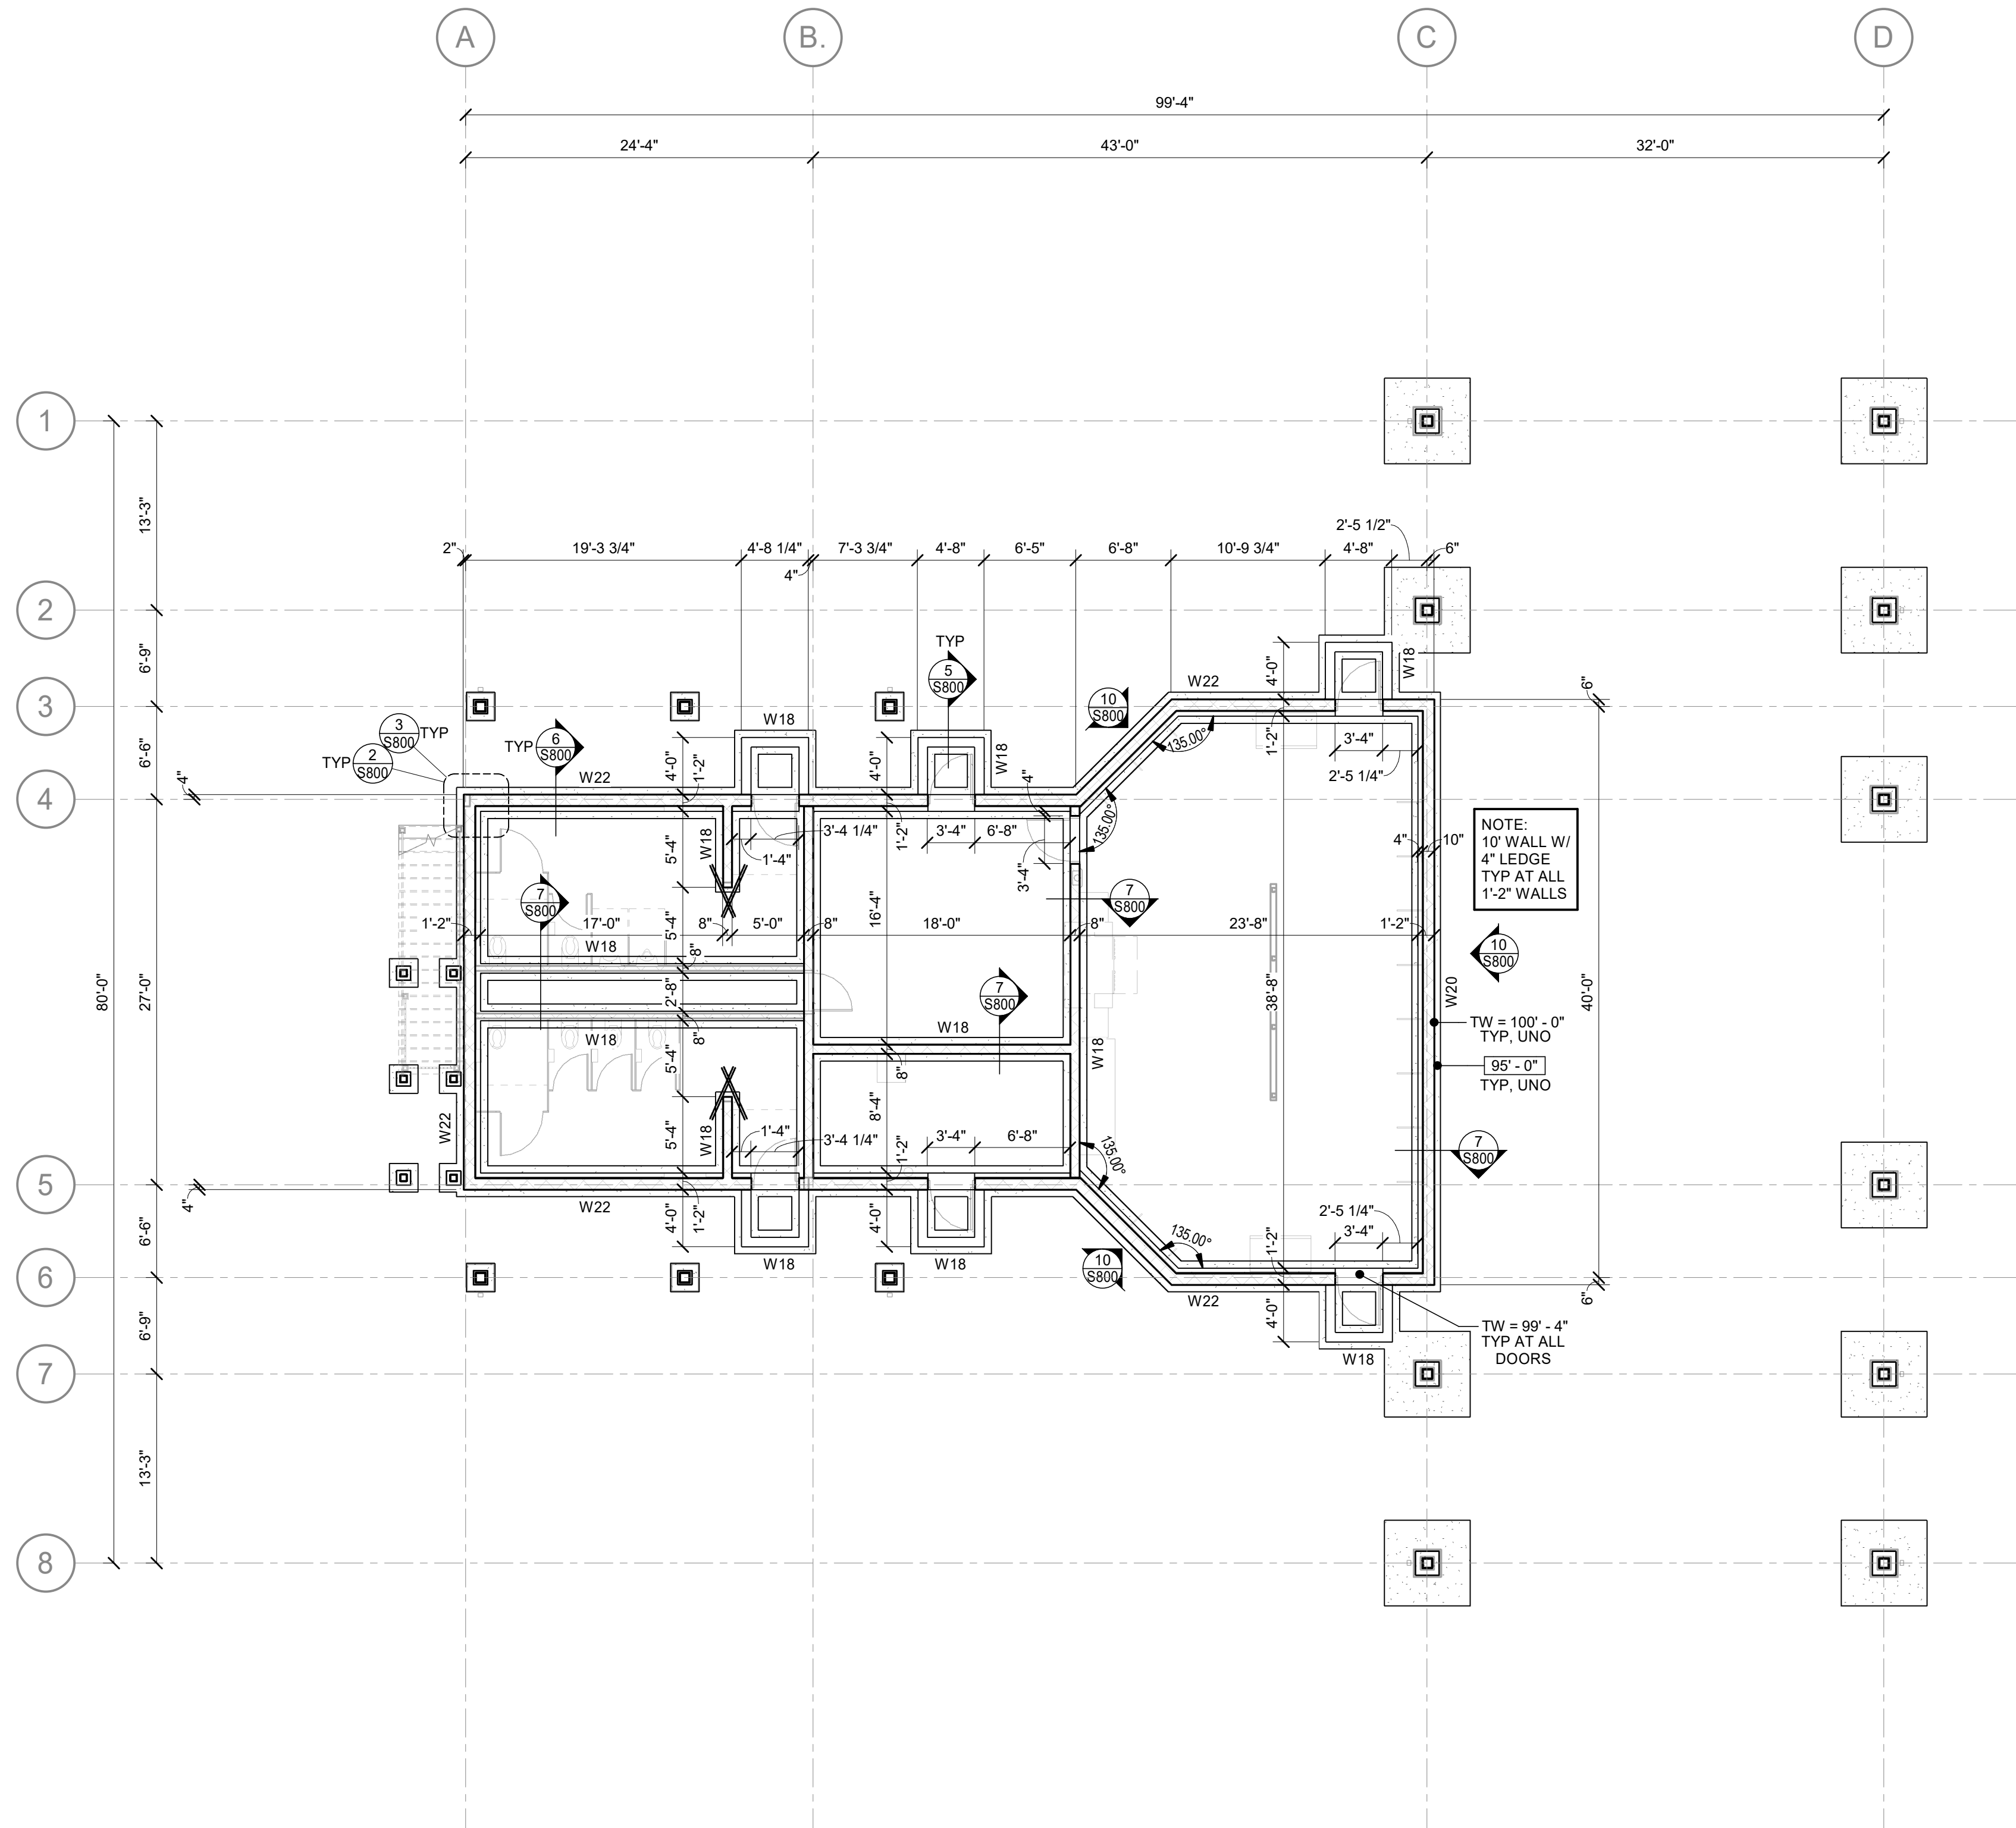 A
B.
C
D
99'-4"
24'-4"
43'-0"
32'-0"
1
2
3
4
5
6
7
8
80'-0"
13'-3"
6'-9"
6'-6"
27'-0"
6'-6"
6'-9"
13'-3"
4"
4"
2"
19'-3 3/4"
4'-8 1/4"
4"
7'-3 3/4"
4'-8"
6'-5"
6'-8"
10'-9 3/4"
4'-8"
2'-5 1/2"
6"
TYP
5
S800
10
S800
W22
4'-0"
W18
6"
3
S800
TYP
TYP
2
S800
TYP
6
S800
W18
W22
4'-0"
1'-2"
4'-0"
W18
4"
135.00°
1'-2"
3'-4"
2'-5 1/4"
W18
5'-4"
1'-4"
3'-4 1/4"
1'-2"
3'-4"
6'-8"
3'-4"
135.00°
4"
10"
NOTE:
10' WALL W/
4" LEDGE
TYP AT ALL
1'-2" WALLS
7
S800
7
S800
1'-2"
17'-0"
8"
5'-0"
8"
18'-0"
8"
23'-8"
1'-2"
5'-4"
16'-4"
W18
8"
2'-8"
8"
W18
7
S800
W18
8"
W18
38'-8"
10
S800
W20
40'-0"
TW = 100' - 0"
TYP, UNO
95' - 0"
TYP, UNO
W22
5'-4"
5'-4"
W18
1'-4"
3'-4 1/4"
8'-4"
1'-2"
3'-4"
6'-8"
135.00°
7
S800
W22
4'-0"
1'-2"
4'-0"
W18
W18
10
S800
135.00°
1'-2"
2'-5 1/4"
3'-4"
W22
4'-0"
6"
W18
TW = 99' - 4"
TYP AT ALL
DOORS